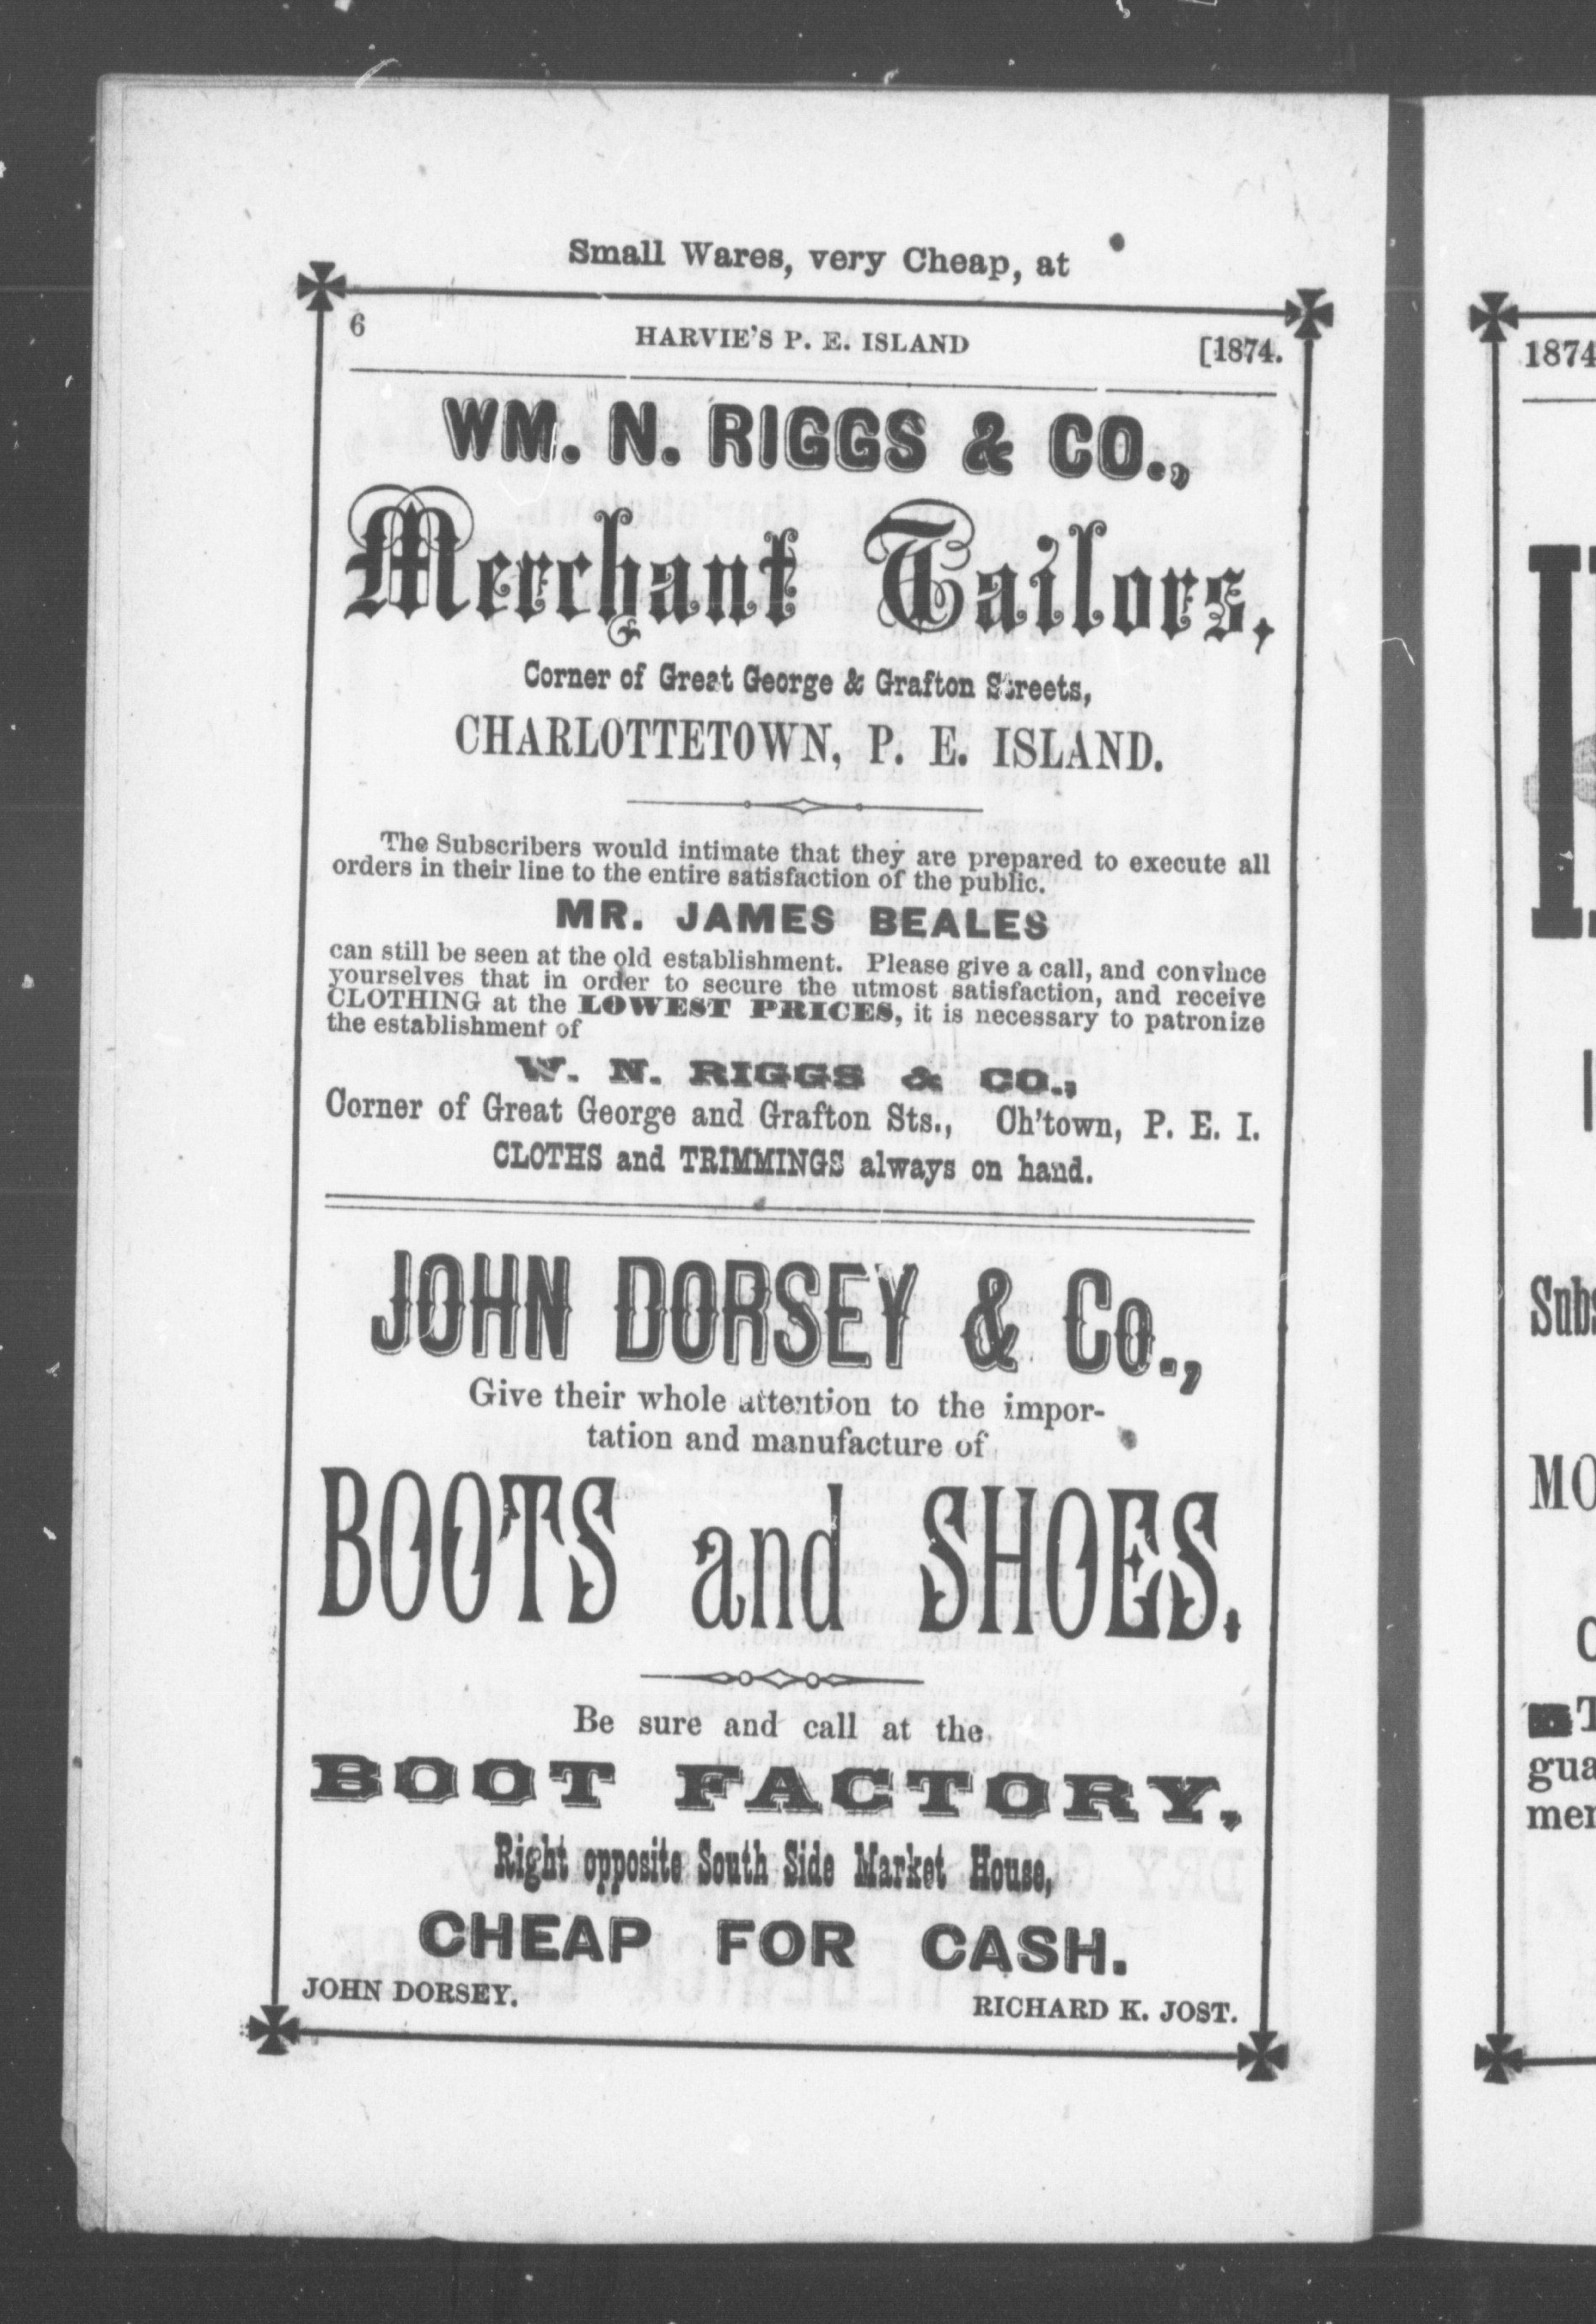 Small Wares, very Cheap, at
6 HARVIE'S P. E. ISLAND [1874.
WM. N. RIGGS & CO.,
Merchant Tailors,
Corner of Great George & Grafton Streets,
CHARLOTTETOWN, P. E. ISLAND.
The Subscribers would intimate that they are prepared to execute all
orders in their line to the entire satisfaction of the public.
MR. JAMES BEALES
can still be seen at the old establishment. Please give a call, and convince
yourselves that in order to secure the utmost satisfaction, and receive
CLOTHING at the LOWEST PRICES, it is necessary to patronize
the establishment of
W. N. RIGGS & CO.,
Corner of Great George and Grafton Sts., Ch'town, P. E. I.
CLOTHS and TRIMMINGS always on hand.
JOHN DORSEY & Co.,
Give their whole attention to the impor-
tation and manufacture of
BOOTS and SHOES.
Be sure and call at the
BOOT FACTORY,
Right opposite South Side Market House,
CHEAP FOR CASH.
JOHN DORSEY. RICHARD K. JOST.
1874
Subs
MO
gua
mer